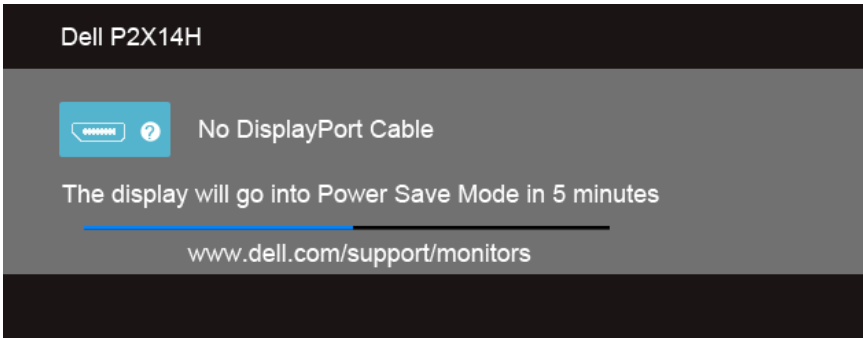 Dell P2X14H
No DisplayPort Cable
The display will go into Power Save Mode in 5 minutes
www.dell.com/support/monitors